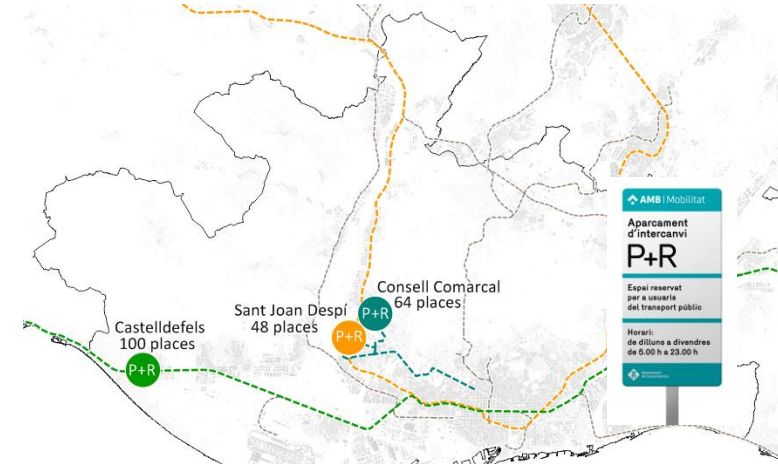 Castelldefels
100 places
P+R
Sant Joan Despí
48 places
P+R
Consell Comarcal
64 places
P+R
AMB | Mobilitat
Aparcament
d'intercanvi
P+R
Espai reservat
per a usuaris
del transport públic
Horari:
de dilluns a divendres
de 5.00 h a 23.00 h